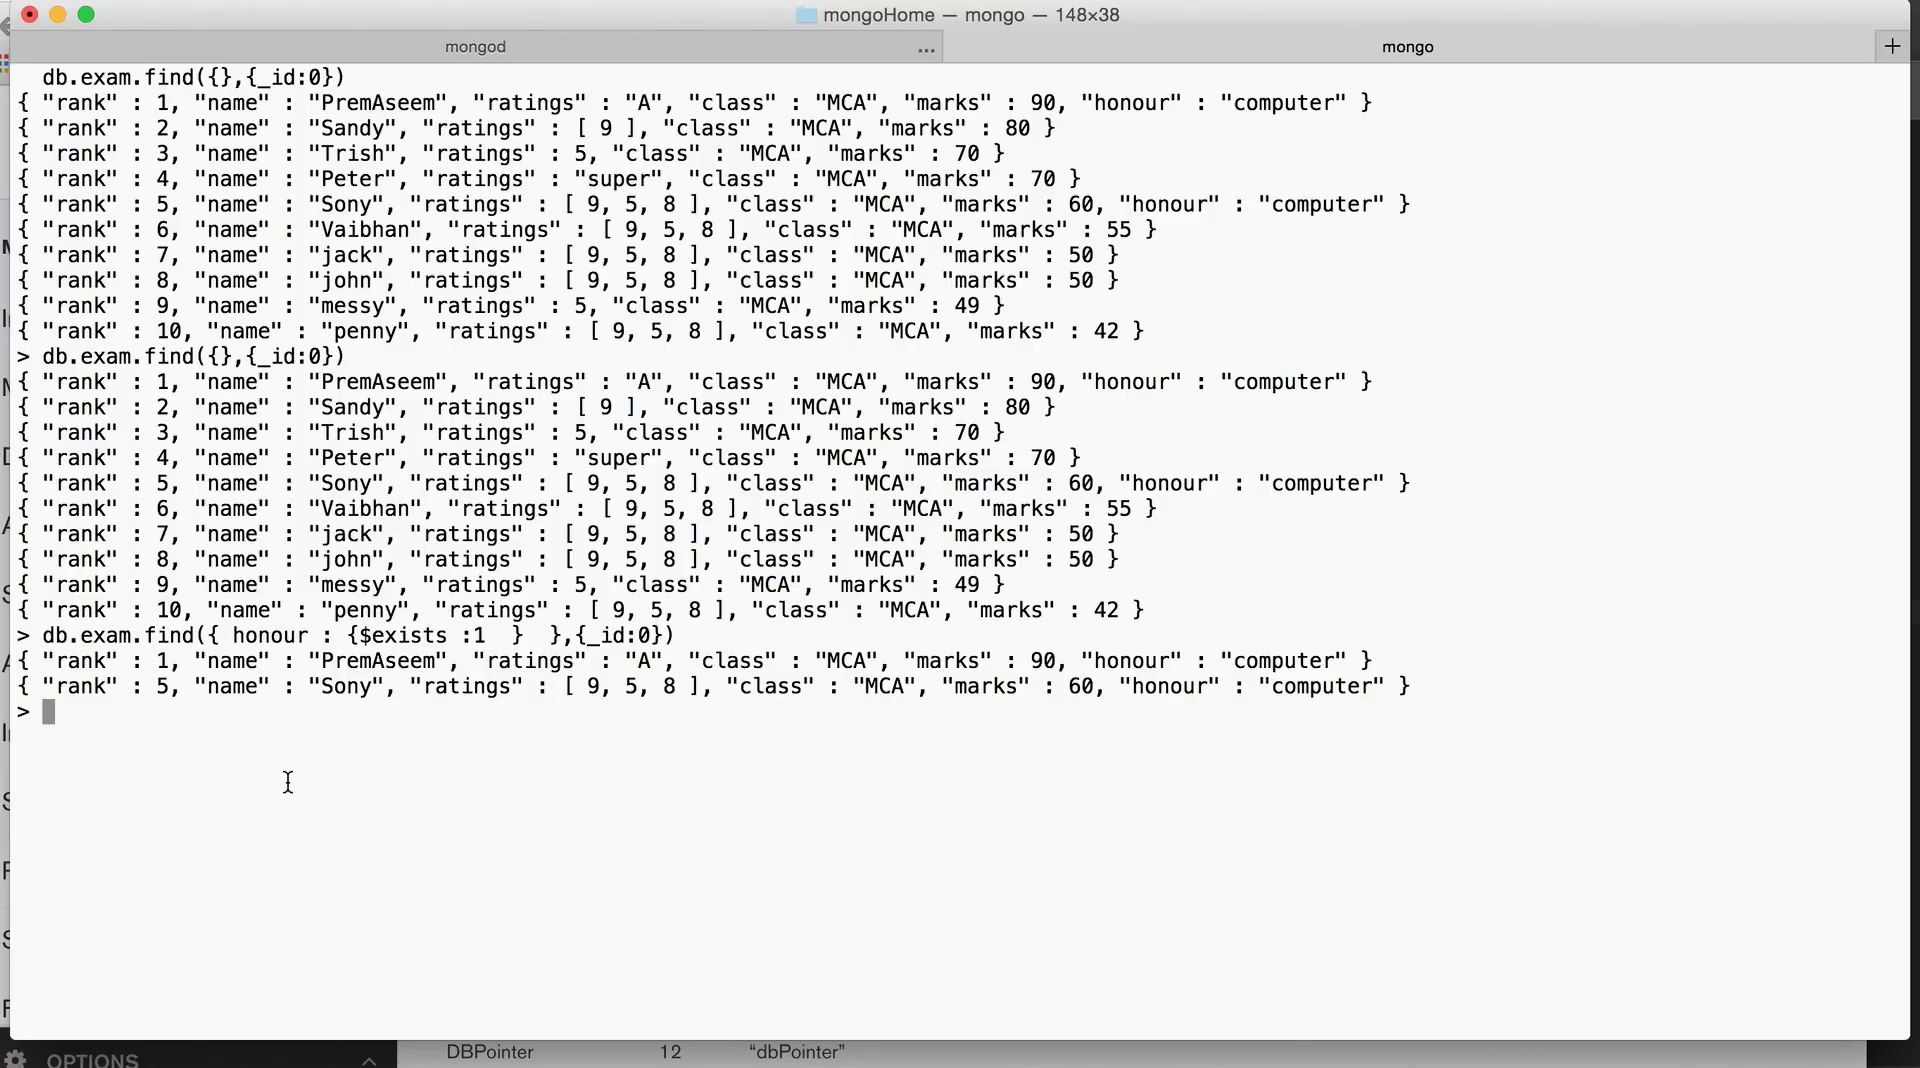 mongoHome — mongo — 148×38
mongod ... mongo +
db.exam.find({},{_id:0})
{ "rank" : 1, "name" : "PremAseem", "ratings" : "A", "class" : "MCA", "marks" : 90, "honour" : "computer" }
{ "rank" : 2, "name" : "Sandy", "ratings" : [ 9 ], "class" : "MCA", "marks" : 80 }
{ "rank" : 3, "name" : "Trish", "ratings" : 5, "class" : "MCA", "marks" : 70 }
{ "rank" : 4, "name" : "Peter", "ratings" : "super", "class" : "MCA", "marks" : 70 }
{ "rank" : 5, "name" : "Sony", "ratings" : [ 9, 5, 8 ], "class" : "MCA", "marks" : 60, "honour" : "computer" }
{ "rank" : 6, "name" : "Vaibhan", "ratings" : [ 9, 5, 8 ], "class" : "MCA", "marks" : 55 }
{ "rank" : 7, "name" : "jack", "ratings" : [ 9, 5, 8 ], "class" : "MCA", "marks" : 50 }
{ "rank" : 8, "name" : "john", "ratings" : [ 9, 5, 8 ], "class" : "MCA", "marks" : 50 }
{ "rank" : 9, "name" : "messy", "ratings" : 5, "class" : "MCA", "marks" : 49 }
{ "rank" : 10, "name" : "penny", "ratings" : [ 9, 5, 8 ], "class" : "MCA", "marks" : 42 }
> db.exam.find({},{_id:0})
{ "rank" : 1, "name" : "PremAseem", "ratings" : "A", "class" : "MCA", "marks" : 90, "honour" : "computer" }
{ "rank" : 2, "name" : "Sandy", "ratings" : [ 9 ], "class" : "MCA", "marks" : 80 }
{ "rank" : 3, "name" : "Trish", "ratings" : 5, "class" : "MCA", "marks" : 70 }
{ "rank" : 4, "name" : "Peter", "ratings" : "super", "class" : "MCA", "marks" : 70 }
{ "rank" : 5, "name" : "Sony", "ratings" : [ 9, 5, 8 ], "class" : "MCA", "marks" : 60, "honour" : "computer" }
{ "rank" : 6, "name" : "Vaibhan", "ratings" : [ 9, 5, 8 ], "class" : "MCA", "marks" : 55 }
{ "rank" : 7, "name" : "jack", "ratings" : [ 9, 5, 8 ], "class" : "MCA", "marks" : 50 }
{ "rank" : 8, "name" : "john", "ratings" : [ 9, 5, 8 ], "class" : "MCA", "marks" : 50 }
{ "rank" : 9, "name" : "messy", "ratings" : 5, "class" : "MCA", "marks" : 49 }
{ "rank" : 10, "name" : "penny", "ratings" : [ 9, 5, 8 ], "class" : "MCA", "marks" : 42 }
> db.exam.find({ honour : {$exists :1  }  },{_id:0})
{ "rank" : 1, "name" : "PremAseem", "ratings" : "A", "class" : "MCA", "marks" : 90, "honour" : "computer" }
{ "rank" : 5, "name" : "Sony", "ratings" : [ 9, 5, 8 ], "class" : "MCA", "marks" : 60, "honour" : "computer" }
>
OPTIONS DBPointer 12 “dbPointer”